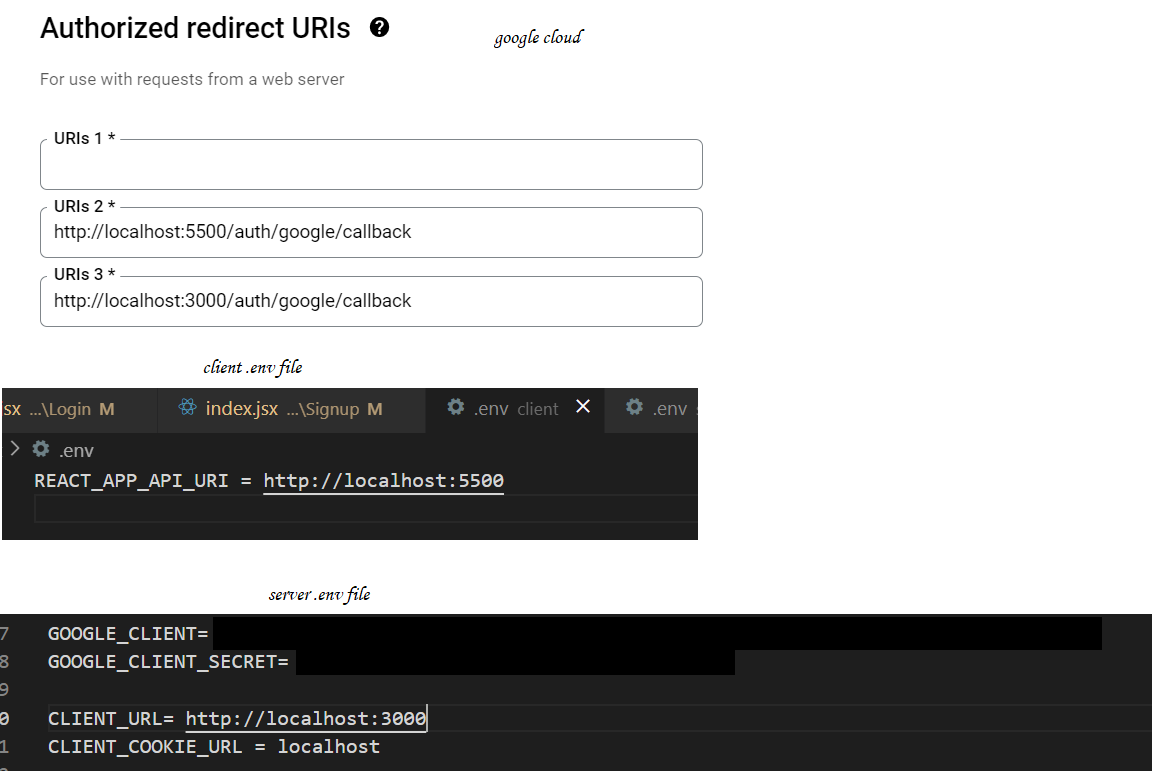 Authorized redirect URIs
google cloud
For use with requests from a web server
URIs 1 *
URIs 2 *
http://localhost:5500/auth/google/callback
URIs 3 *
http://localhost:3000/auth/google/callback
client .env file
sx ...\Login M index.jsx ...\Signup M .env client .env
.env
REACT_APP_API_URI = http://localhost:5500
server .env file
7 GOOGLE_CLIENT=
8 GOOGLE_CLIENT_SECRET=
9
0 CLIENT_URL= http://localhost:3000
1 CLIENT_COOKIE_URL = localhost